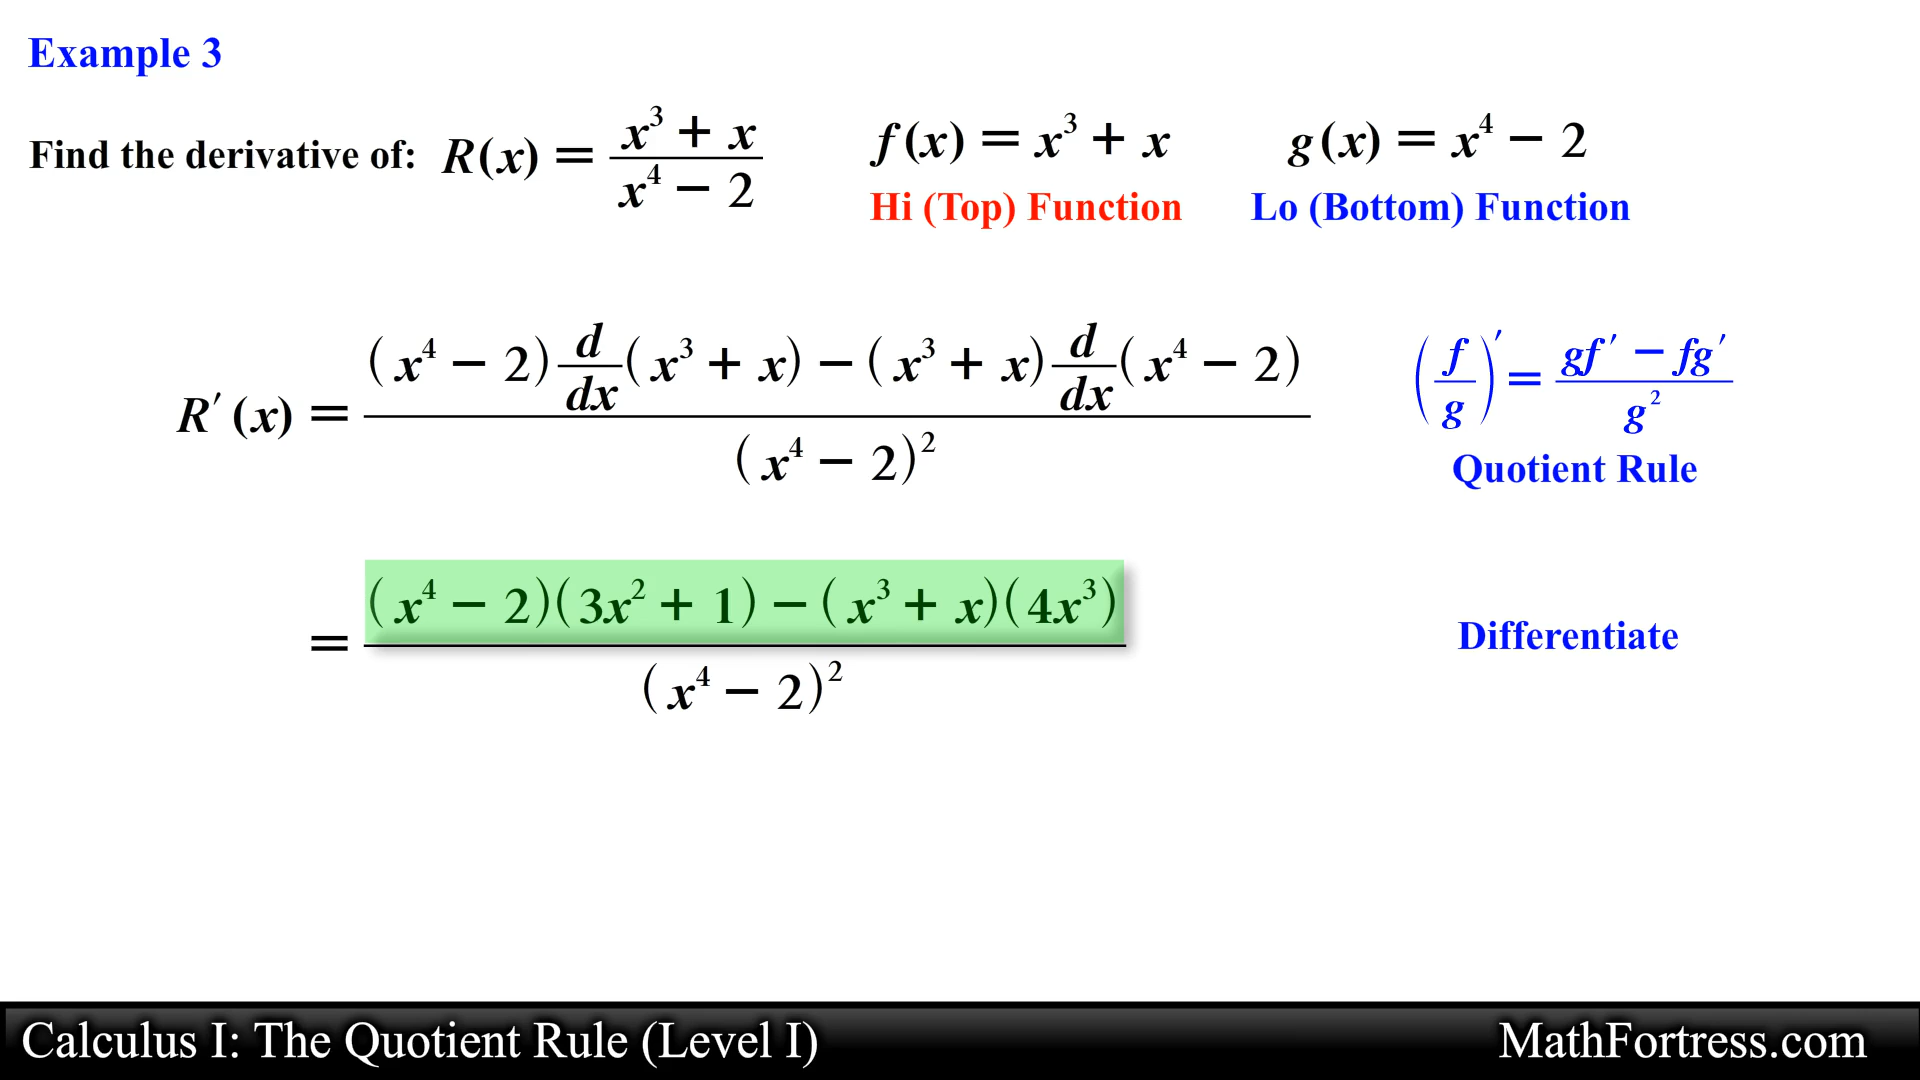 Example 3
Find the derivative of: R(x) = (x³ + x)/(x⁴ − 2) f(x) = x³ + x g(x) = x⁴ − 2
Hi (Top) Function Lo (Bottom) Function
R′(x) = ((x⁴ − 2) d/dx (x³ + x) − (x³ + x) d/dx (x⁴ − 2))/(x⁴ − 2)² (f/g)′ = (gf′ − fg′)/g²
Quotient Rule
= ((x⁴ − 2)(3x² + 1) − (x³ + x)(4x³))/(x⁴ − 2)² Differentiate
Calculus I: The Quotient Rule (Level I) MathFortress.com